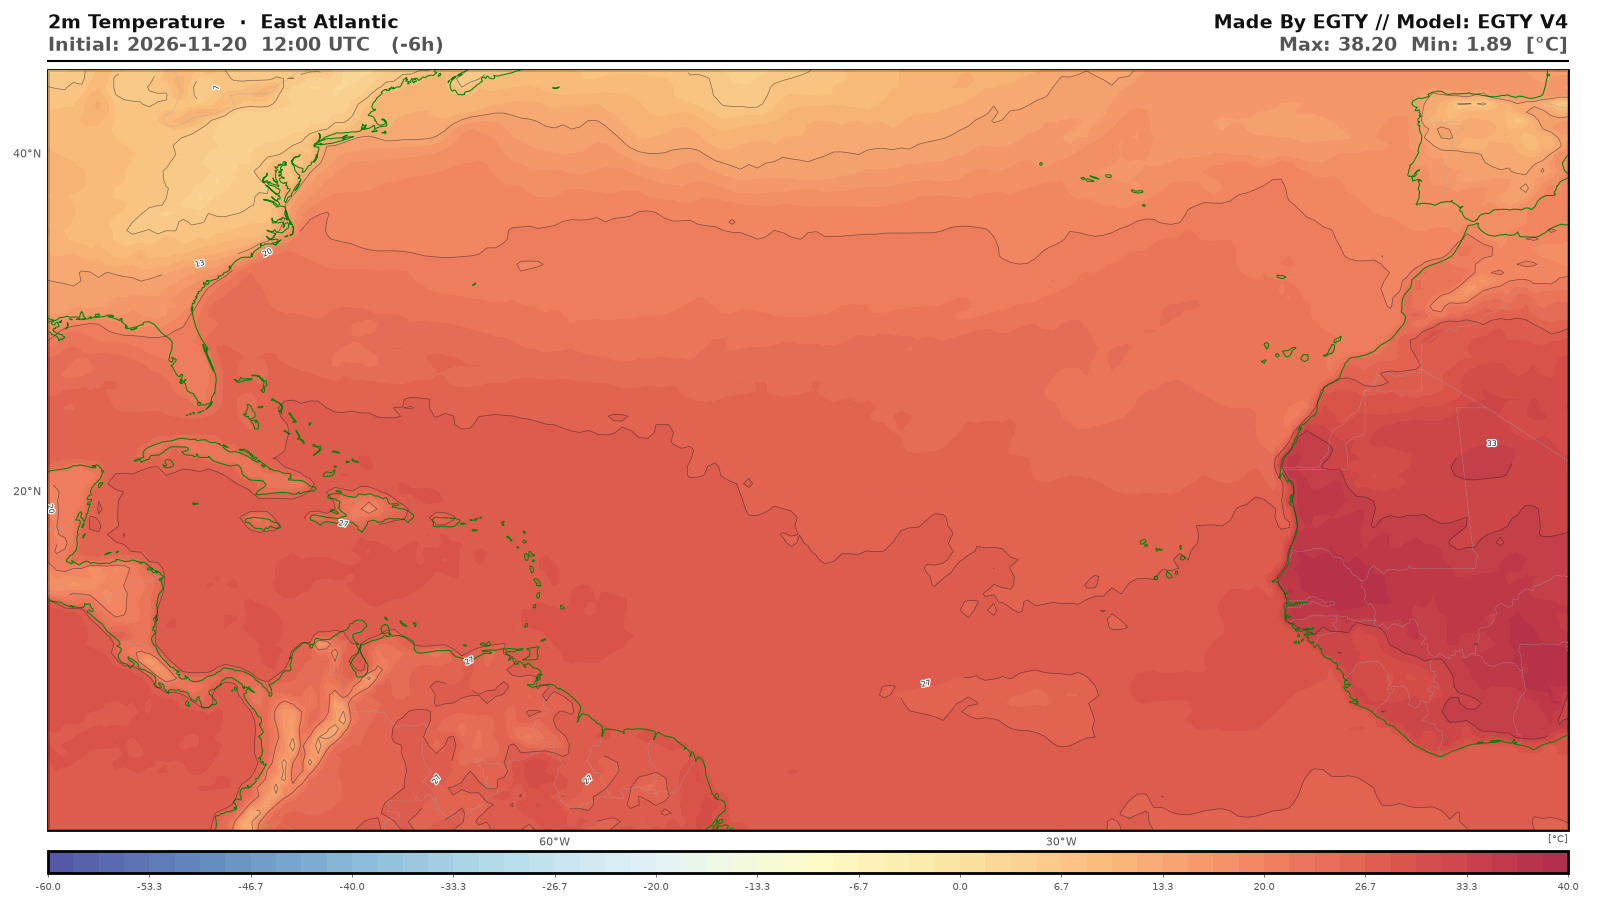 2m Temperature · East Atlantic
Made By EGTY // Model: EGTY V4
Initial: 2026-11-20 12:00 UTC (-6h)
Max: 38.20 Min: 1.89 [°C]
7
40°N
13
20
33
20°N
20
27
27
27
27
27
60°W
30°W
[°C]
-60.0
-53.3
-46.7
-40.0
-33.3
-26.7
-20.0
-13.3
-6.7
0.0
6.7
13.3
20.0
26.7
33.3
40.0